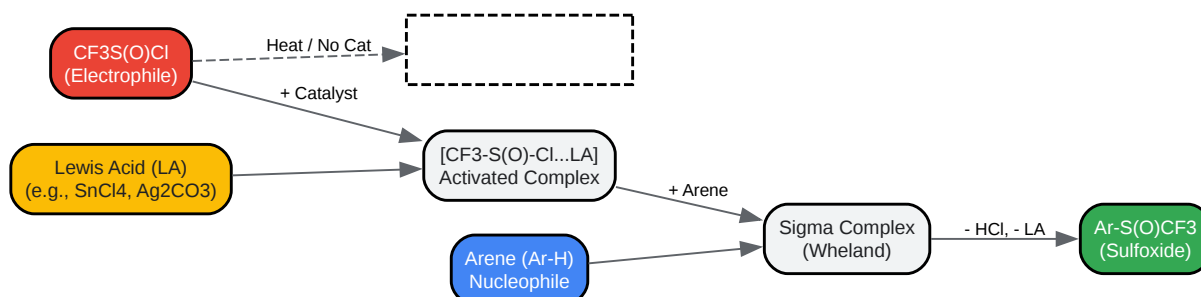 CF3S(O)Cl
(Electrophile)
Heat / No Cat
+ Catalyst
Lewis Acid (LA)
(e.g., SnCl4, Ag2CO3)
[CF3-S(O)-Cl...LA]
Activated Complex
+ Arene
Arene (Ar-H)
Nucleophile
Sigma Complex
(Wheland)
- HCl, - LA
Ar-S(O)CF3
(Sulfoxide)